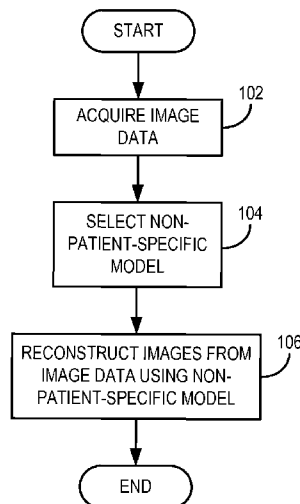 START
102
ACQUIRE IMAGE
DATA
104
SELECT NON-
PATIENT-SPECIFIC
MODEL
RECONSTRUCT IMAGES FROM
IMAGE DATA USING NON-
PATIENT-SPECIFIC MODEL
106
END